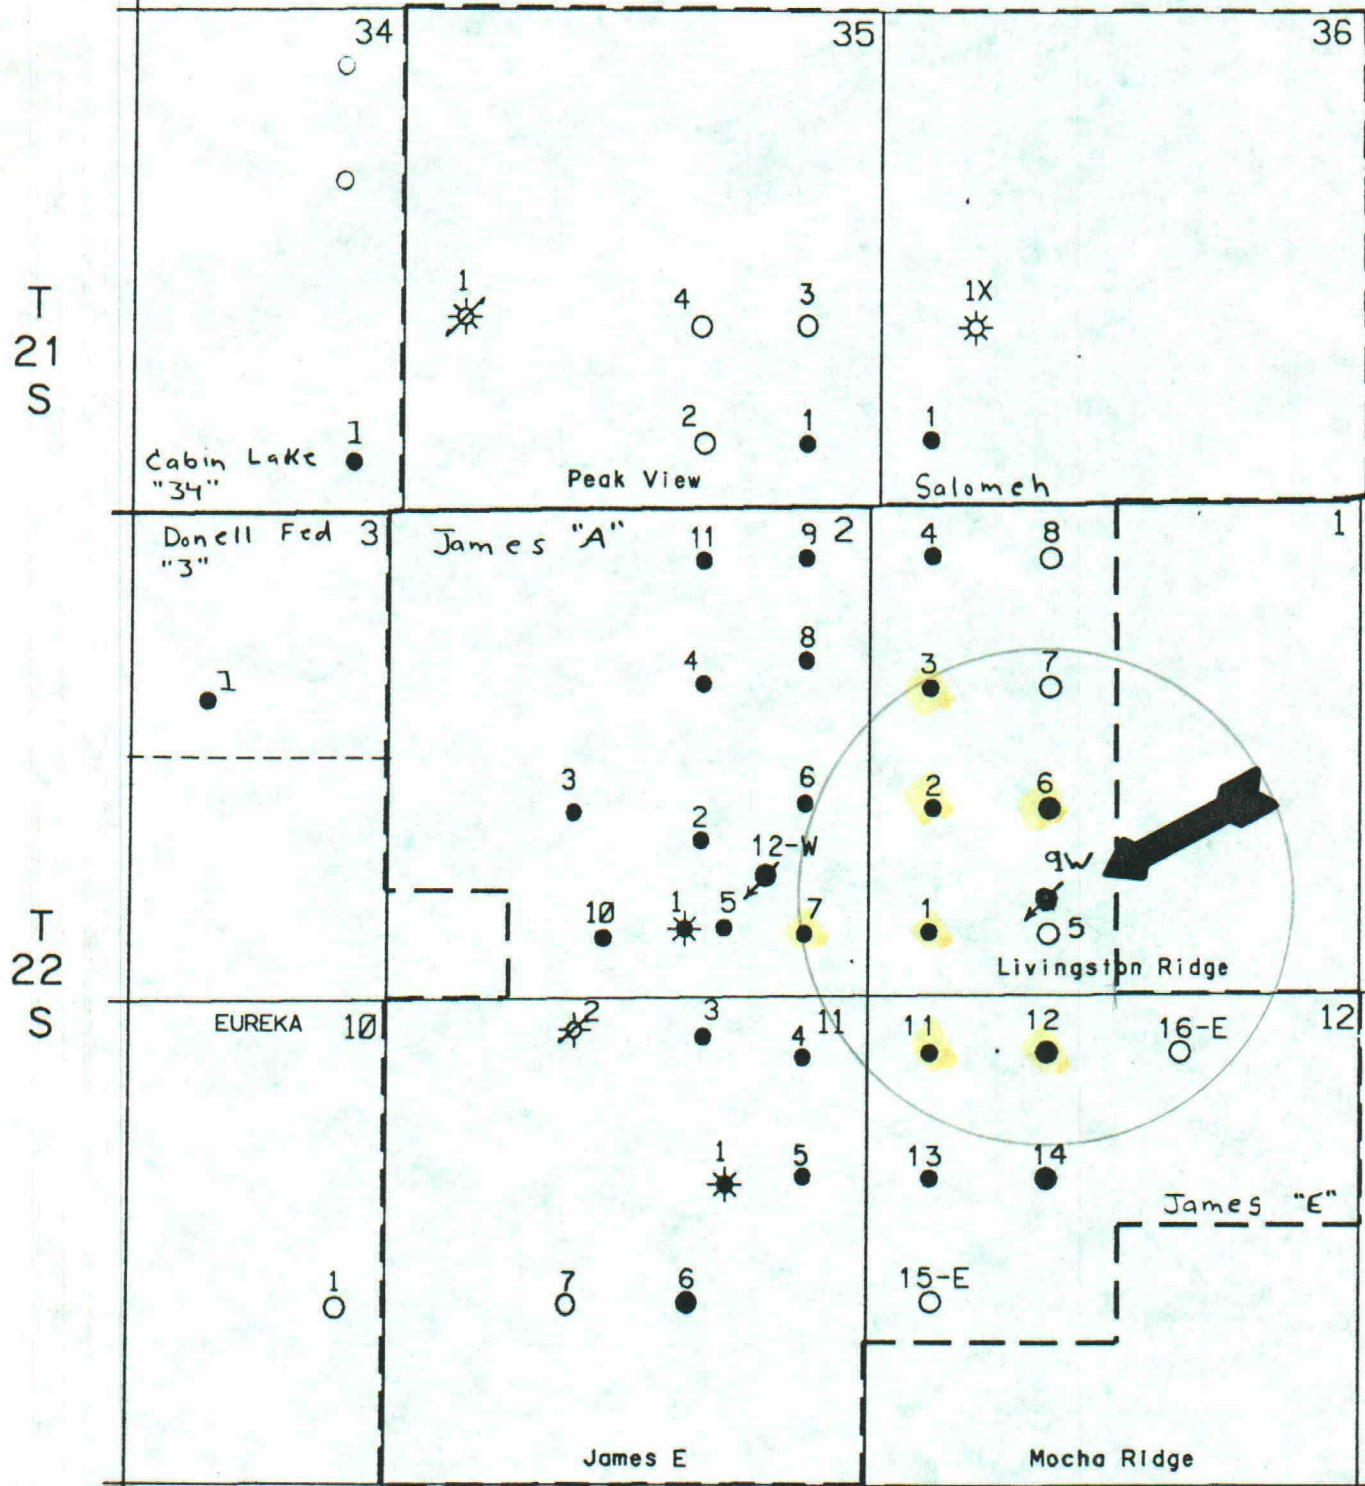 34
35
36
T
21
S
1
4
3
1X
2
1
1
1
Cabin Lake
"34"
Peak View
Salomeh
Donell Fed
"3"
3
James "A"
11
9
2
4
8
1
1
4
8
3
7
3
6
2
12-W
2
6
9W
10
1
5
7
1
5
Livingston Ridge
T
22
S
EUREKA
10
2
3
4
11
11
12
16-E
12
1
5
13
14
James "E"
1
7
6
15-E
James E
Mocha Ridge